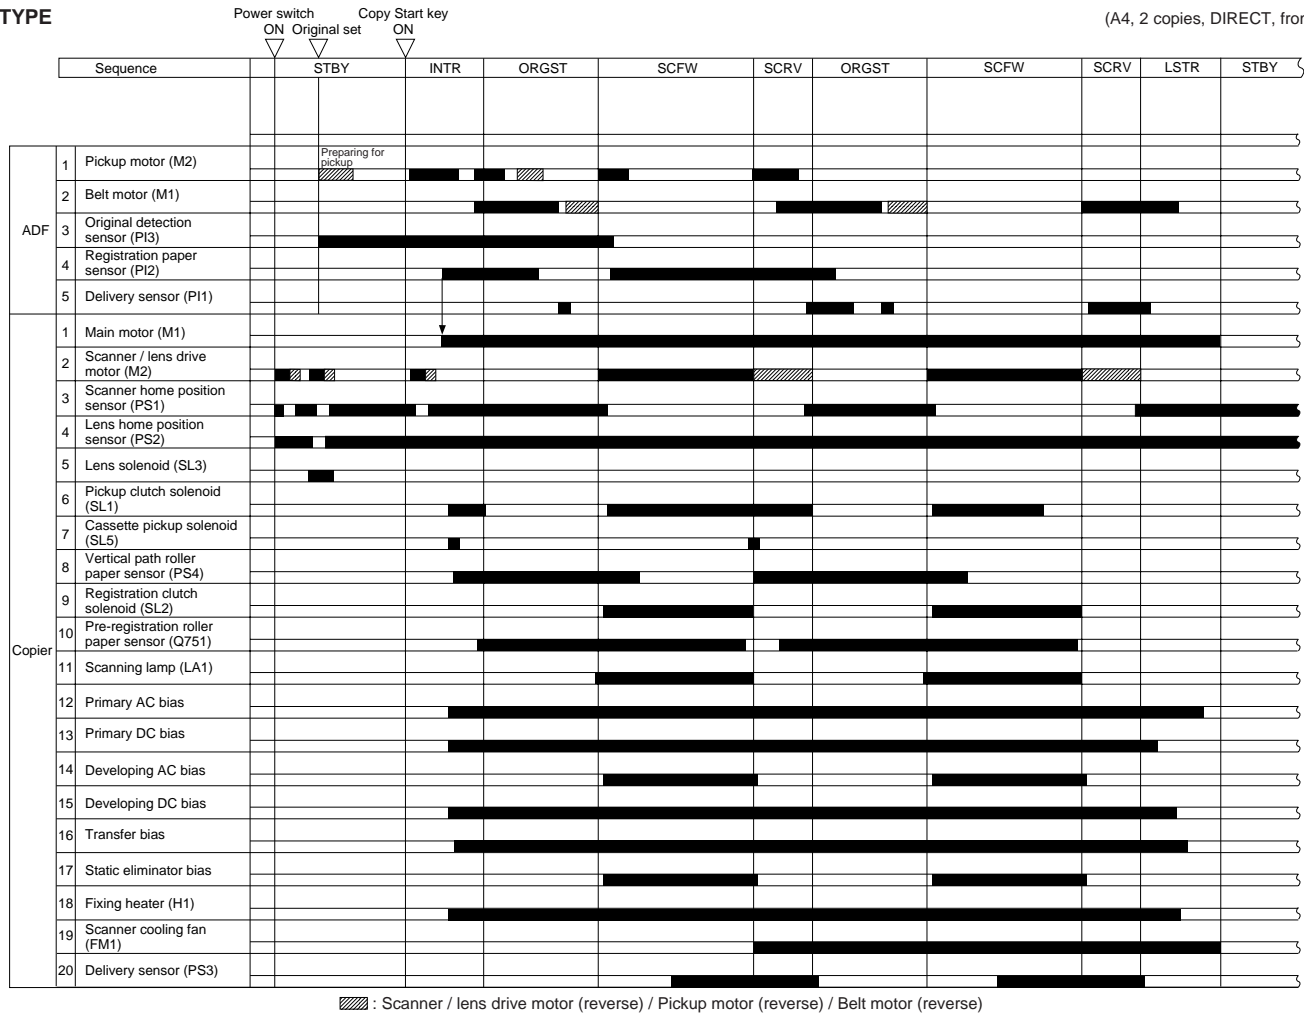 TYPE
Power switch
ON
Original set
Copy Start key
ON
(A4, 2 copies, DIRECT,
Sequence STBY INTR ORGST SCFW SCRV ORGST SCFW SCRV LSTR STBY
ADF
1 Pickup motor (M2)
Preparing for
pickup
2 Belt motor (M1)
3 Original detection
sensor (PI3)
4 Registration paper
sensor (PI2)
5 Delivery sensor (PI1)
Copier
1 Main motor (M1)
2 Scanner / lens drive
motor (M2)
3 Scanner home position
sensor (PS1)
4 Lens home position
sensor (PS2)
5 Lens solenoid (SL3)
6 Pickup clutch solenoid
(SL1)
7 Cassette pickup solenoid
(SL5)
8 Vertical path roller
paper sensor (PS4)
9 Registration clutch
solenoid (SL2)
10 Pre-registration roller
paper sensor (Q751)
11 Scanning lamp (LA1)
12 Primary AC bias
13 Primary DC bias
14 Developing AC bias
15 Developing DC bias
16 Transfer bias
17 Static eliminator bias
18 Fixing heater (H1)
19 Scanner cooling fan
(FM1)
20 Delivery sensor (PS3)
: Scanner / lens drive motor (reverse) / Pickup motor (reverse) / Belt motor (reverse)